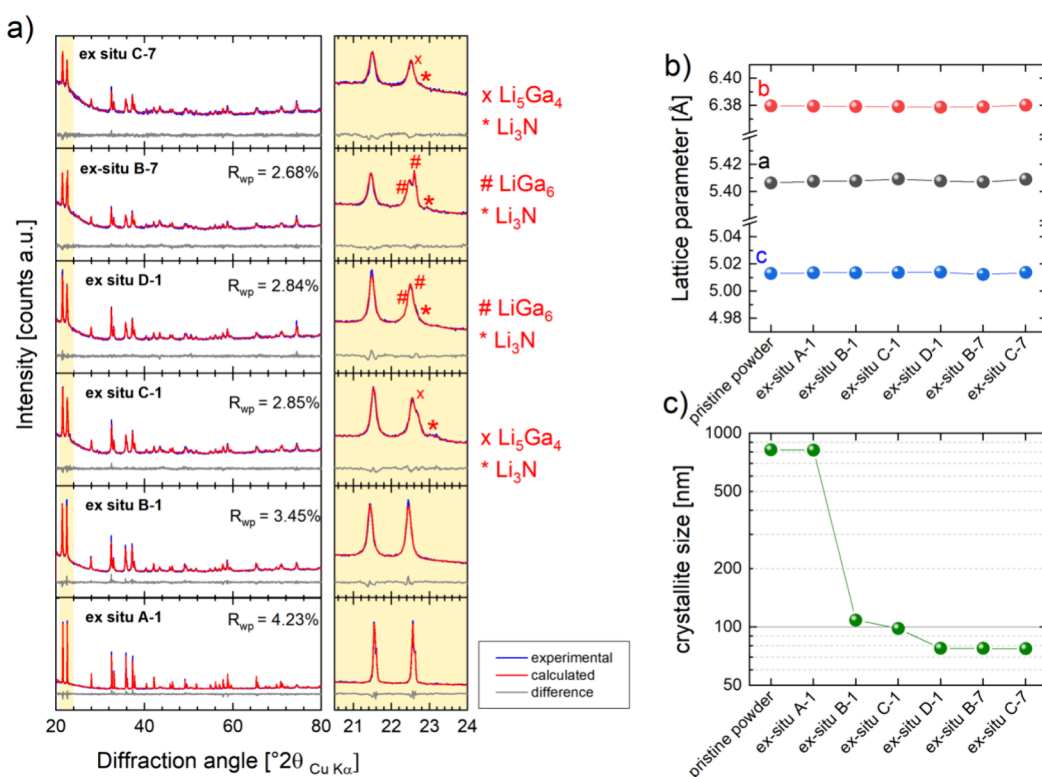 a)
Intensity [counts a.u.]
ex situ C-7
x
*
x Li₅Ga₄
* Li₃N
ex-situ B-7
Rwp = 2.68%
#
#
*
# LiGa₆
* Li₃N
ex situ D-1
Rwp = 2.84%
#
#
*
# LiGa₆
* Li₃N
ex situ C-1
Rwp = 2.85%
x
*
x Li₅Ga₄
* Li₃N
ex situ B-1
Rwp = 3.45%
ex situ A-1
Rwp = 4.23%
experimental
calculated
difference
20 30 40 50 60 70 80
21 22 23 24
Diffraction angle [°2θ Cu Kα]
b)
Lattice parameter [Å]
6.40
6.38
5.42
5.40
5.04
5.02
5.00
4.98
b
a
c
pristine powder
ex-situ A-1
ex-situ B-1
ex-situ C-1
ex-situ D-1
ex-situ B-7
ex-situ C-7
c)
crystallite size [nm]
1000
500
200
100
50
pristine powder
ex-situ A-1
ex-situ B-1
ex-situ C-1
ex-situ D-1
ex-situ B-7
ex-situ C-7